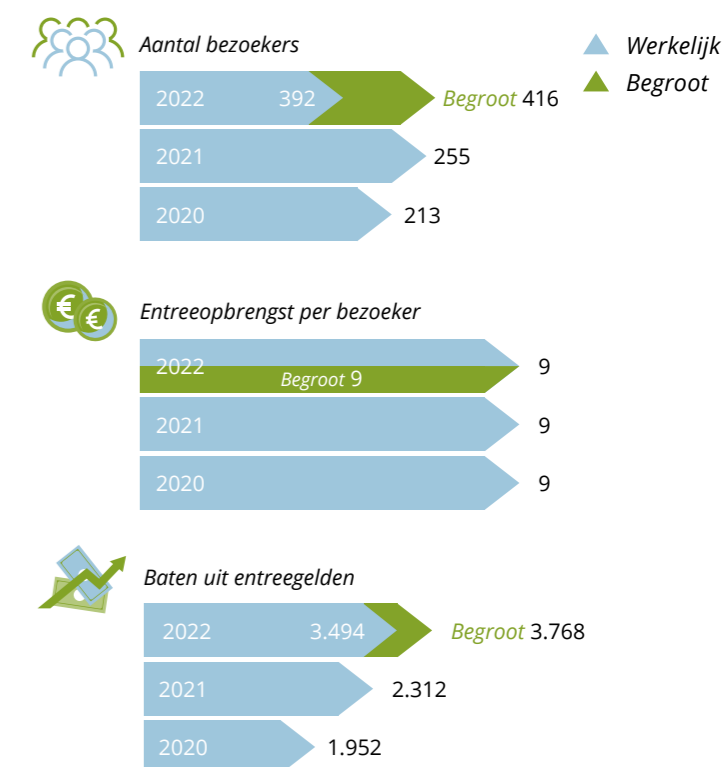 Aantal bezoekers
Werkelijk
Begroot
2022 392 Begroot 416
2021 255
2020 213
€ €
Entreeopbrengst per bezoeker
2022 Begroot 9 9
2021 9
2020 9
Baten uit entreegelden
2022 3.494 Begroot 3.768
2021 2.312
2020 1.952